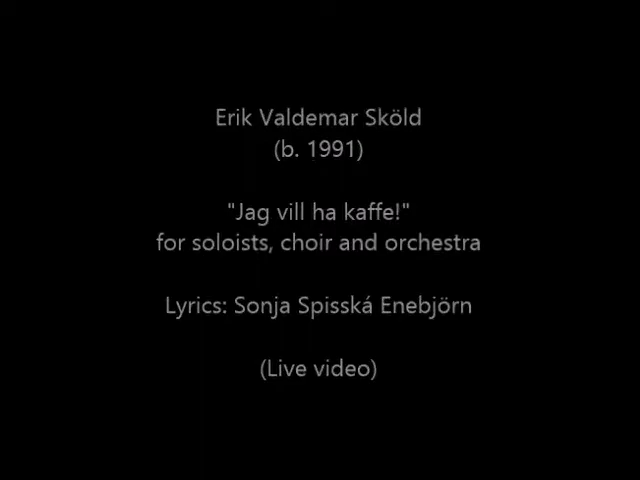 Erik Valdemar Sköld
(b. 1991)
"Jag vill ha kaffe!"
for soloists, choir and orchestra
Lyrics: Sonja Spisská Enebjörn
(Live video)